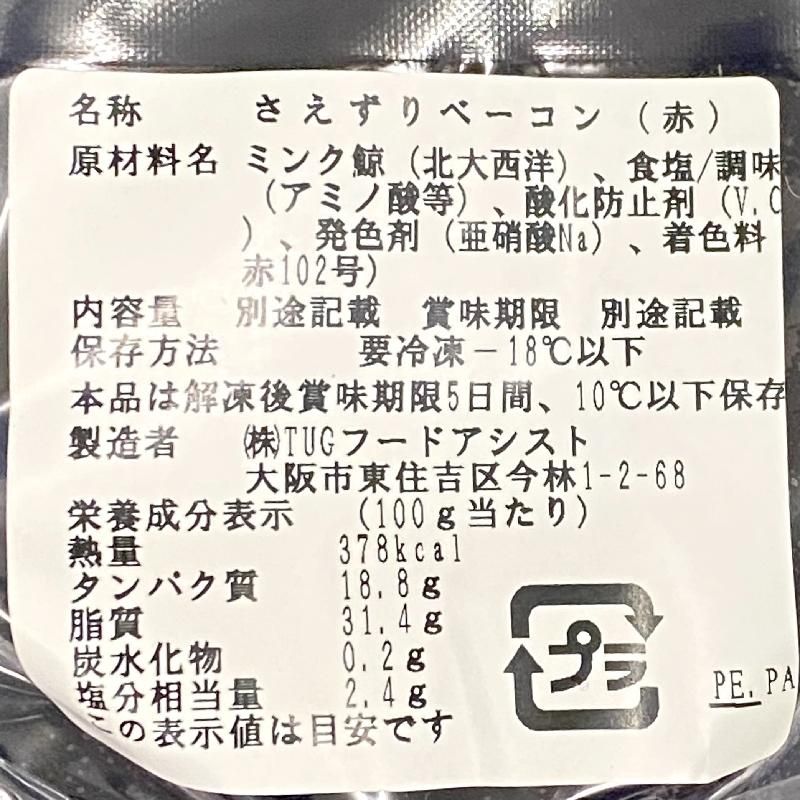 名称 さえずりベーコン(赤)
原材料名 ミンク鯨(北大西洋)、食塩/調味
(アミノ酸等)、酸化防止剤(V.C
)、発色剤(亜硝酸Na)、着色料
赤102号)
内容量 別途記載 賞味期限 別途記載
保存方法 要冷凍-18℃以下
本品は解凍後賞味期限5日間、10℃以下保存
製造者 ㈱TUGフードアシスト
大阪市東住吉区今林1-2-68
栄養成分表示 (100g当たり)
熱量 378kcal
タンパク質 18.8g
脂質 31.4g
炭水化物 0.2g
塩分相当量 2.4g
この表示値は目安です
プラ
PE, PA